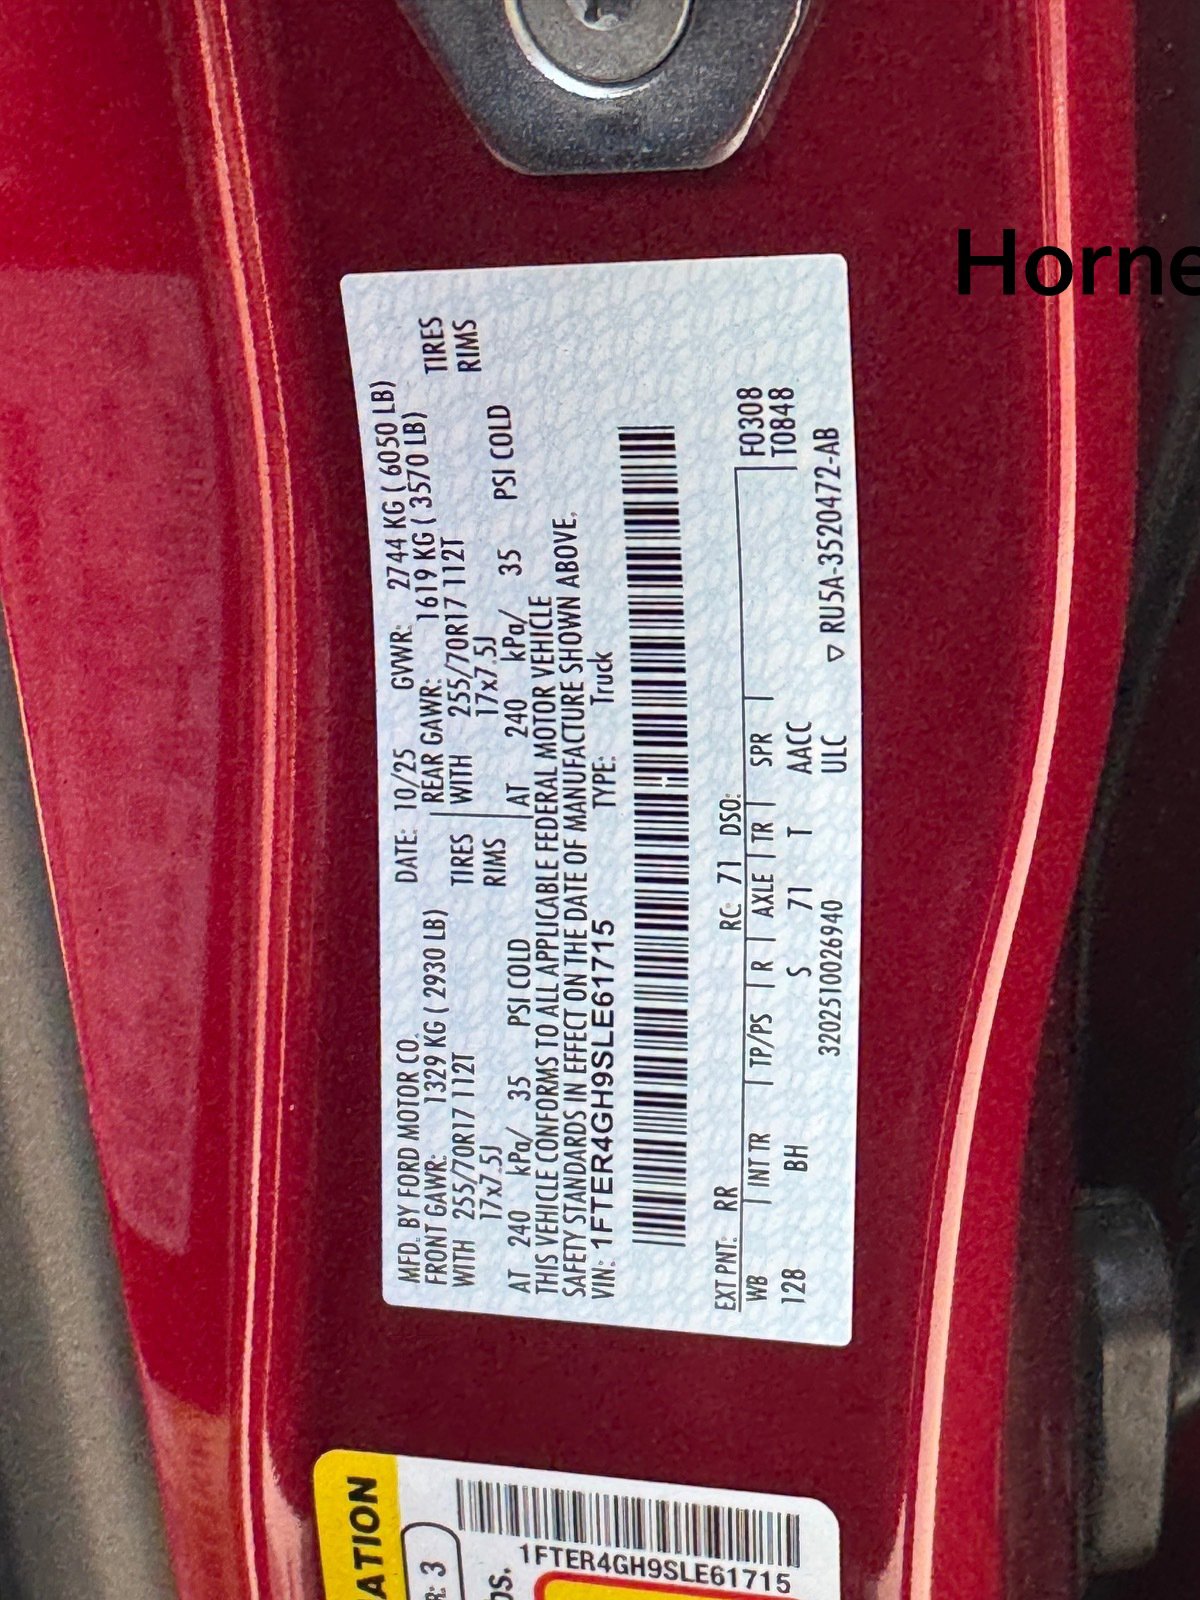 Horne
MFD. BY FORD MOTOR CO. DATE: 10/25 GVWR: 2744 KG ( 6050 LB)
FRONT GAWR: 1329 KG ( 2930 LB) REAR GAWR: 1619 KG ( 3570 LB)
WITH 255/70R17 112T TIRES WITH 255/70R17 112T TIRES
17x7.5J RIMS 17x7.5J RIMS
AT 240 kPa/ 35 PSI COLD AT 240 kPa/ 35 PSI COLD
THIS VEHICLE CONFORMS TO ALL APPLICABLE FEDERAL MOTOR VEHICLE
SAFETY STANDARDS IN EFFECT ON THE DATE OF MANUFACTURE SHOWN ABOVE.
VIN: 1FTER4GH9SLE61715 TYPE: Truck
F0308
T0848
EXT PNT: RR RC: 71 DSO:
WB INT TR TP/PS R AXLE TR SPR
128 BH S 71 T AACC
3202510026940 ULC ▽ RU5A-3520472-AB
ATION
R: 3
os.
1FTER4GH9SLE61715